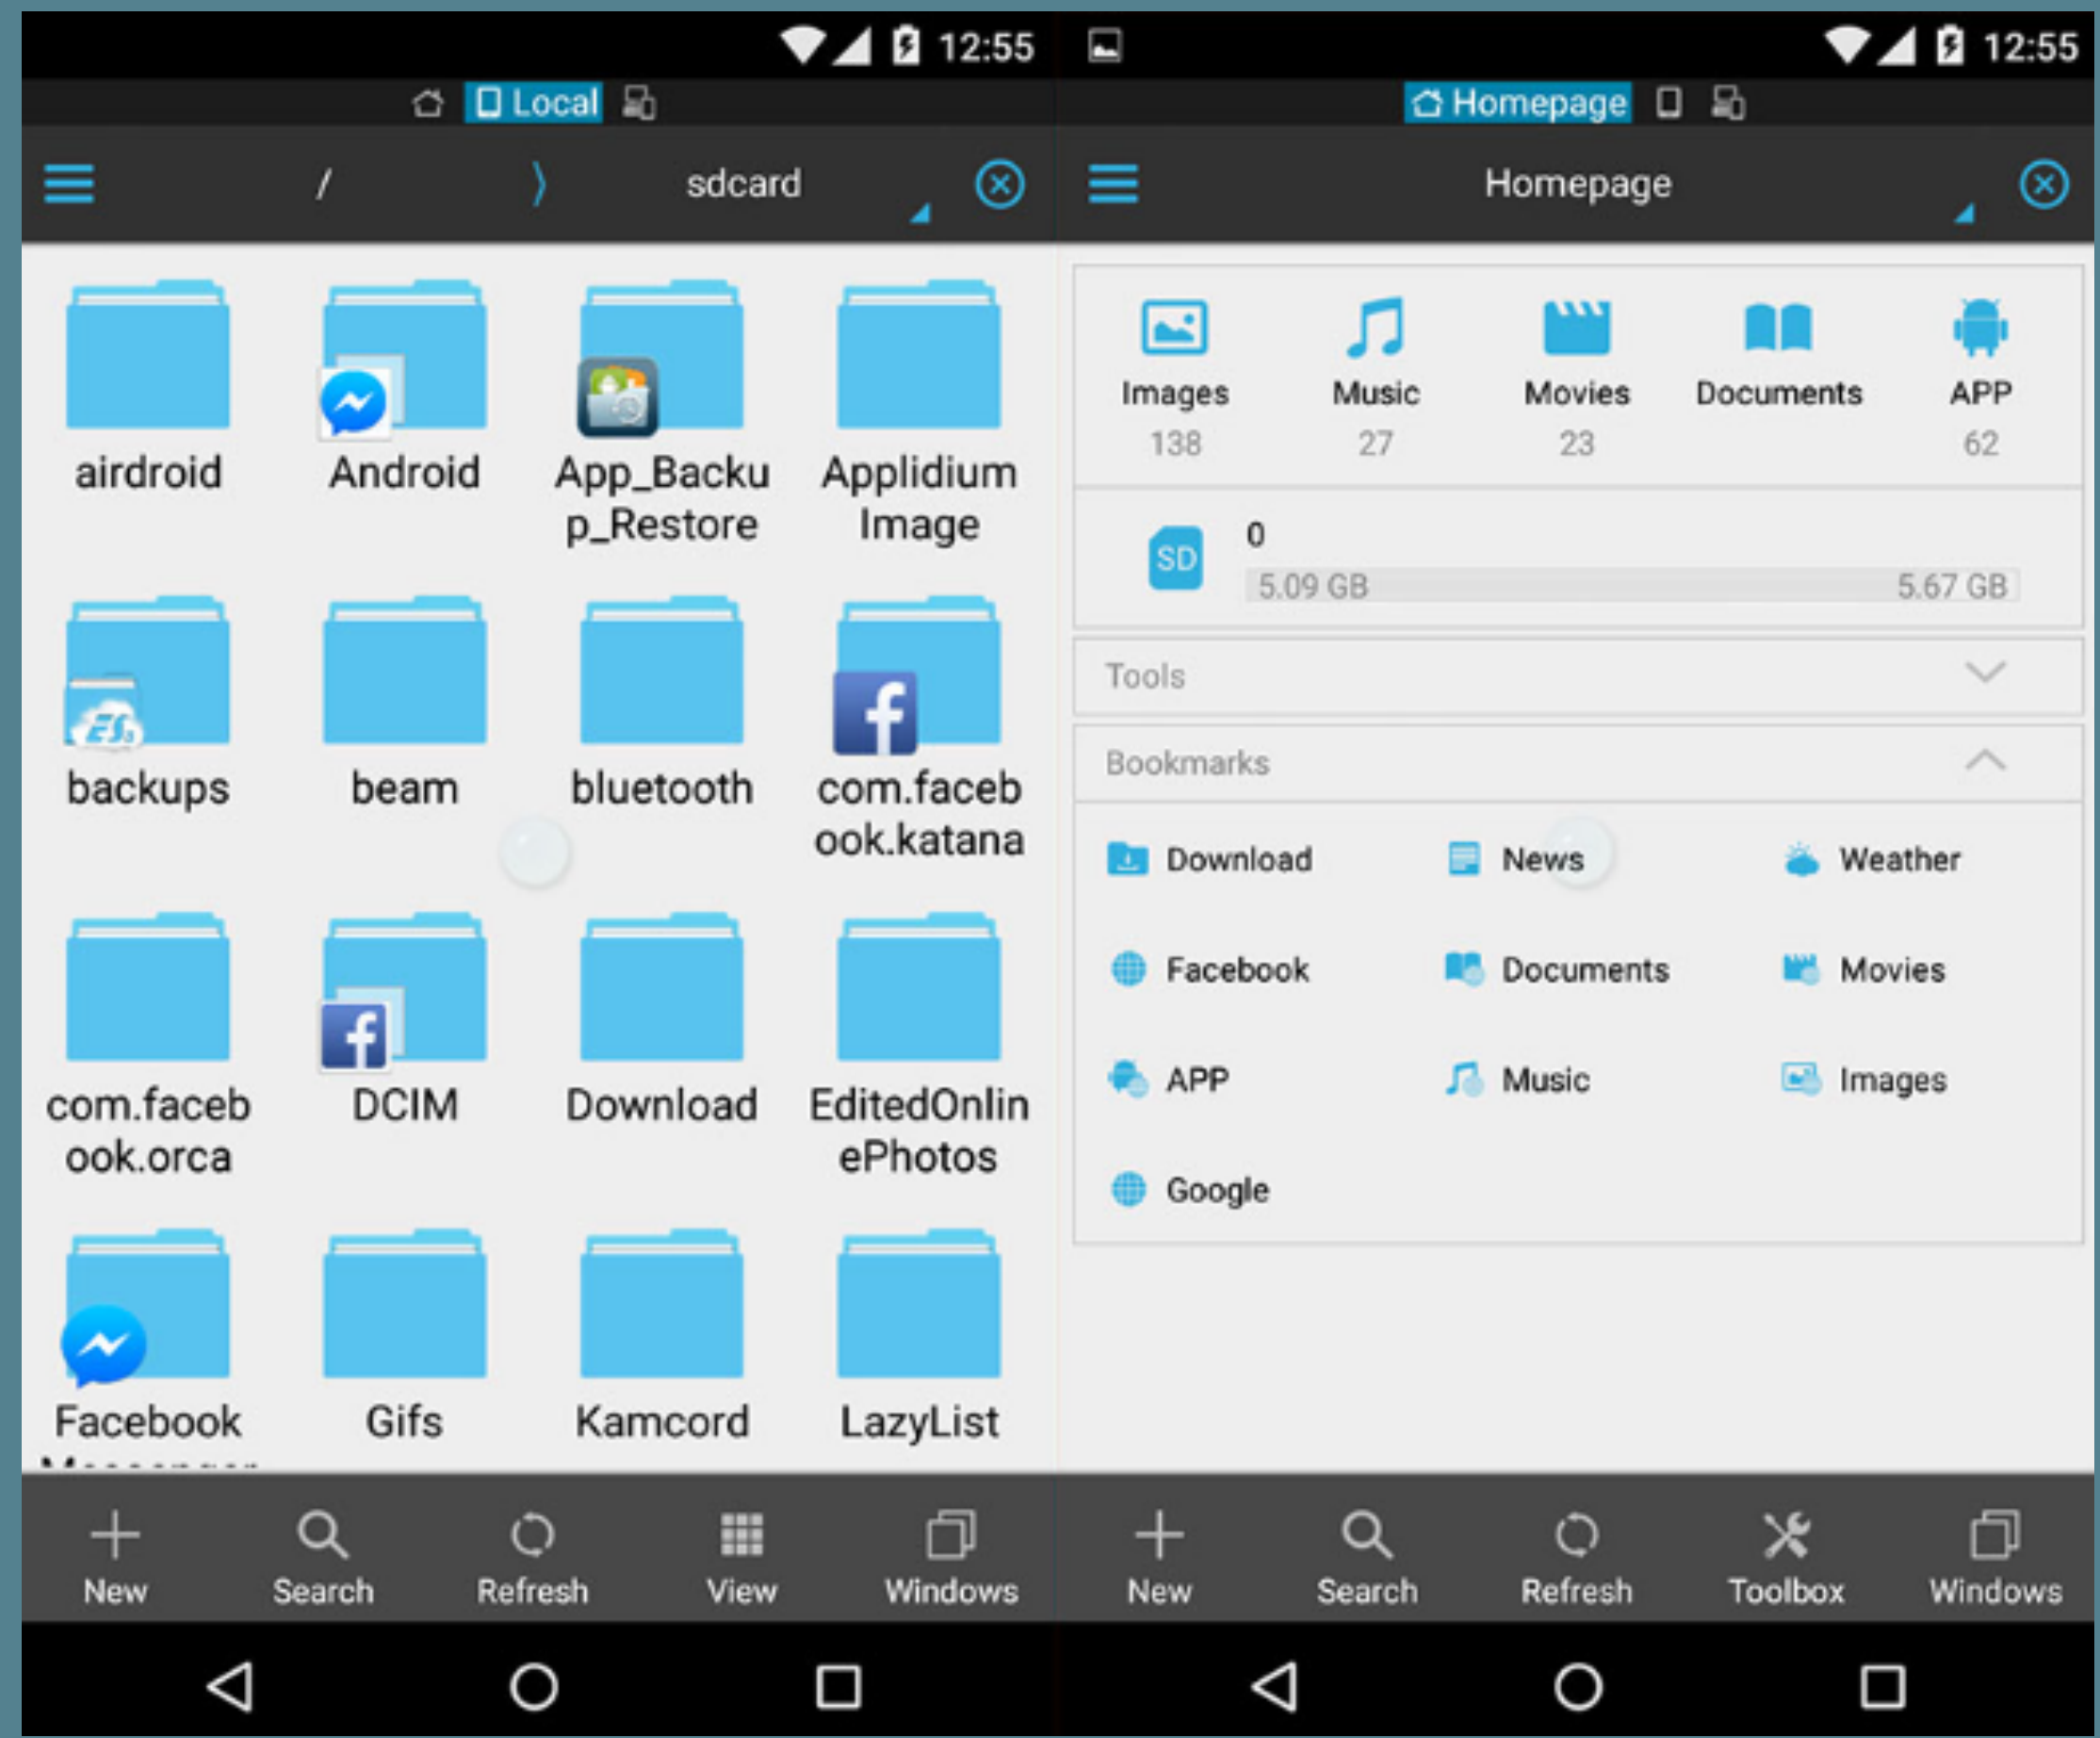 12:55
Local
/ sdcard
airdroid
Android
App_Backu
p_Restore
Applidium
Image
backups
beam
bluetooth
com.faceb
ook.katana
com.faceb
ook.orca
DCIM
Download
EditedOnlin
ePhotos
Facebook
Messenger
Gifs
Kamcord
LazyList
New
Search
Refresh
View
Windows
12:55
Homepage
Homepage
Images
138
Music
27
Movies
23
Documents
APP
62
SD
0
5.09 GB
5.67 GB
Tools
Bookmarks
Download
News
Weather
Facebook
Documents
Movies
APP
Music
Images
Google
New
Search
Refresh
Toolbox
Windows